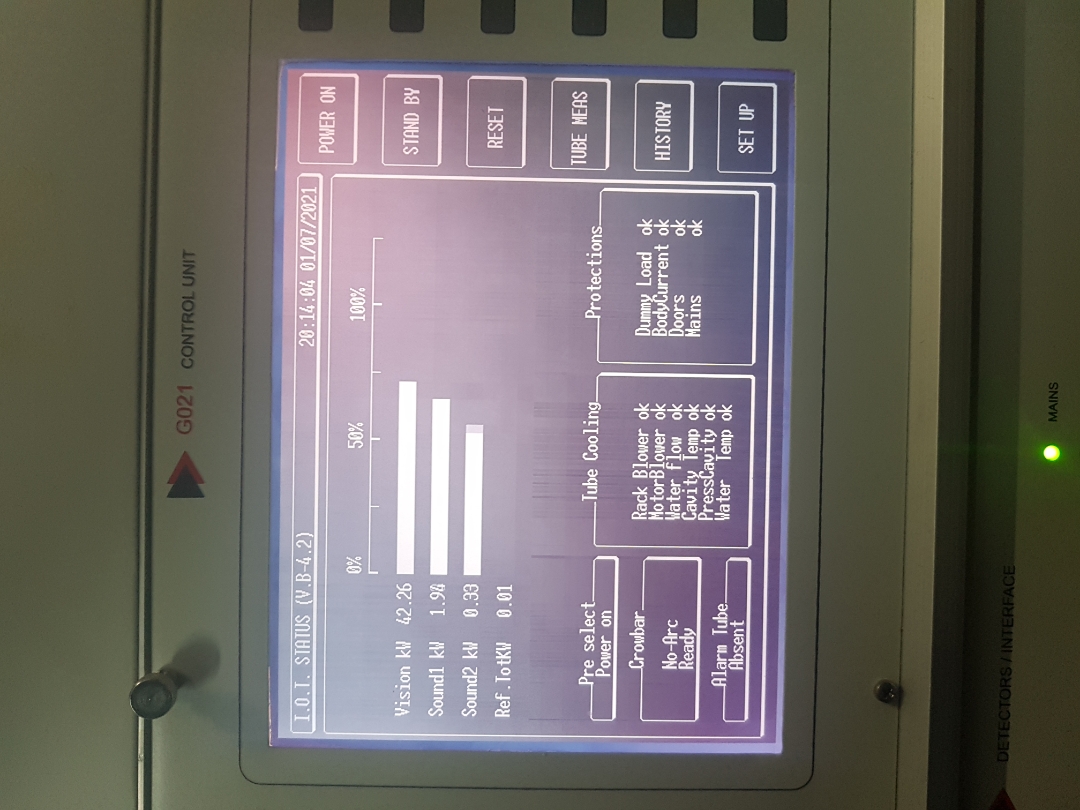 G021 CONTROL UNIT
I.O.T. STATUS (V.B-4.2) 20:14:04 01/07/2021
0% 50% 100%
Vision kW 42.26
Sound1 kW 1.94
Sound2 kW 0.33
Ref.TotKW 0.01
POWER ON
STAND BY
RESET
TUBE MEAS
HISTORY
SET UP
Pre select
Power on
Crowbar
No-Arc
Ready
Alarm Tube
Absent
Tube Cooling
Rack Blower ok
MotorBlower ok
Water flow ok
Cavity Temp ok
PressCavity ok
Water Temp ok
Protections
Dummy Load ok
BodyCurrent ok
Doors ok
Mains ok
DETECTORS / INTERFACE
MAINS